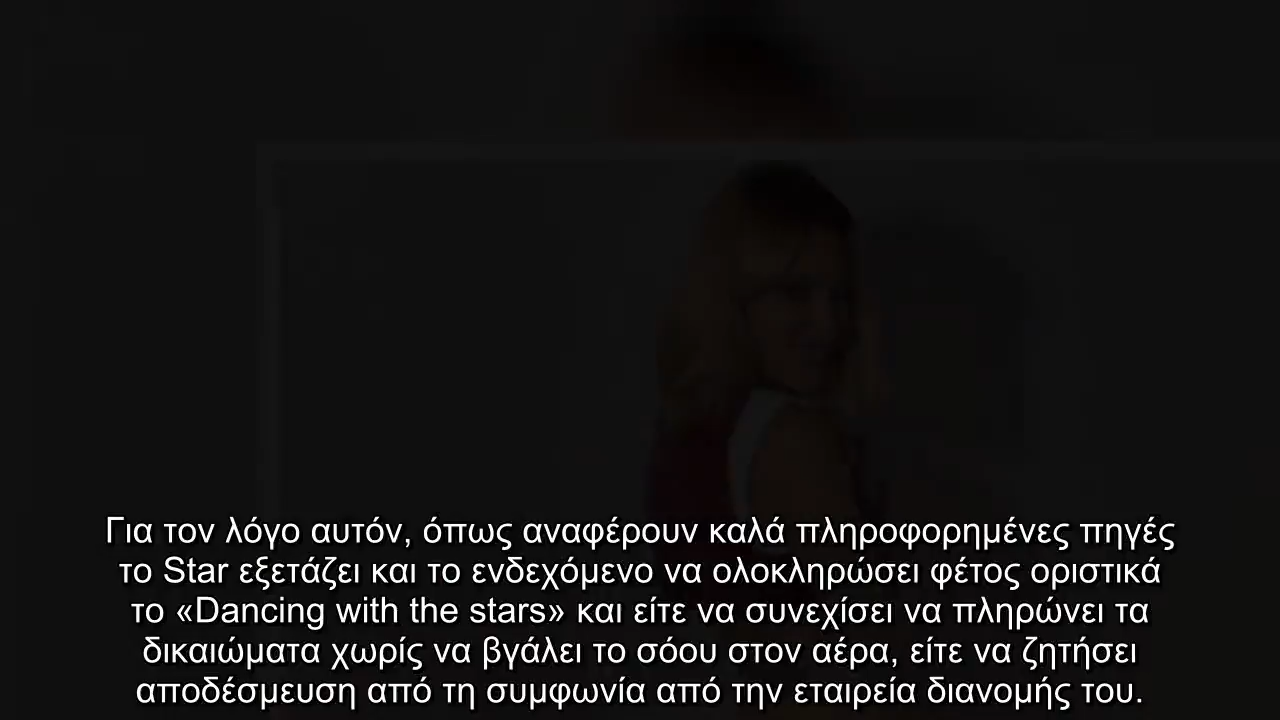 Για τον λόγο αυτόν, όπως αναφέρουν καλά πληροφορημένες πηγές
το Star εξετάζει και το ενδεχόμενο να ολοκληρώσει φέτος οριστικά
το «Dancing with the stars» και είτε να συνεχίσει να πληρώνει τα
δικαιώματα χωρίς να βγάλει το σόου στον αέρα, είτε να ζητήσει
αποδέσμευση από τη συμφωνία από την εταιρεία διανομής του.